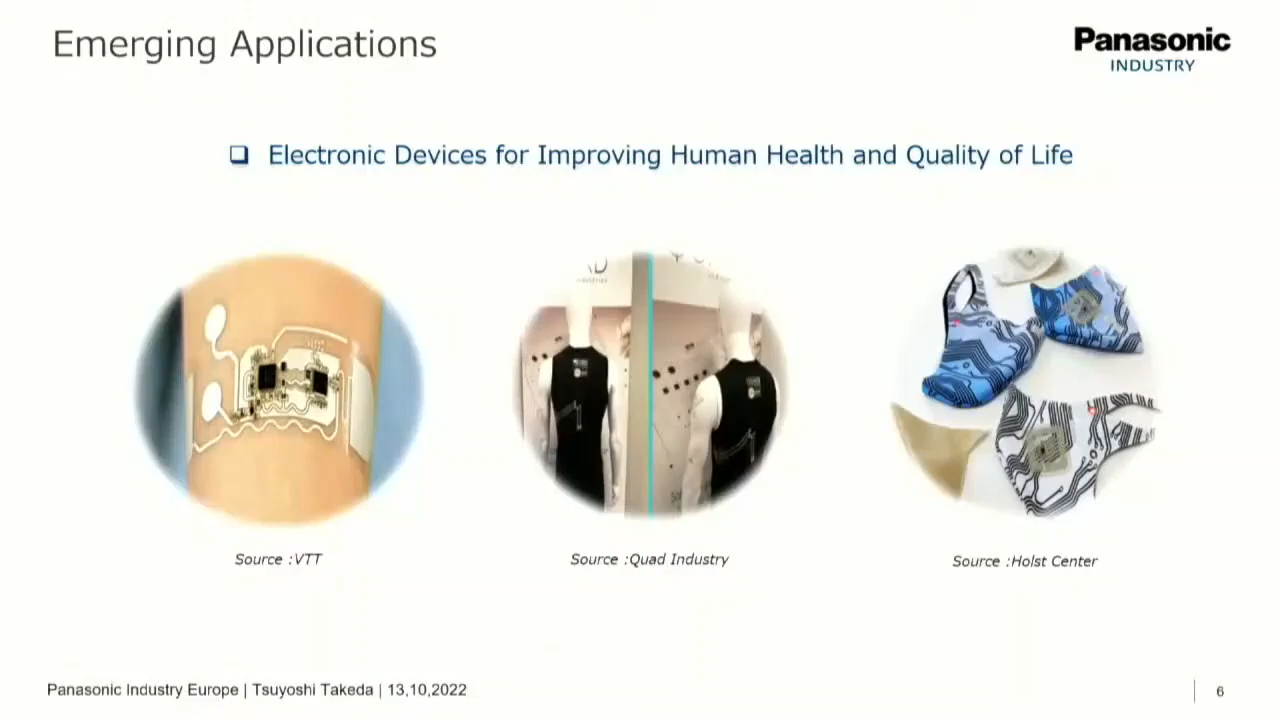 Emerging Applications
Panasonic
INDUSTRY
❑ Electronic Devices for Improving Human Health and Quality of Life
Source :VTT
Source :Quad Industry
Source :Holst Center
Panasonic Industry Europe | Tsuyoshi Takeda | 13,10,2022
6